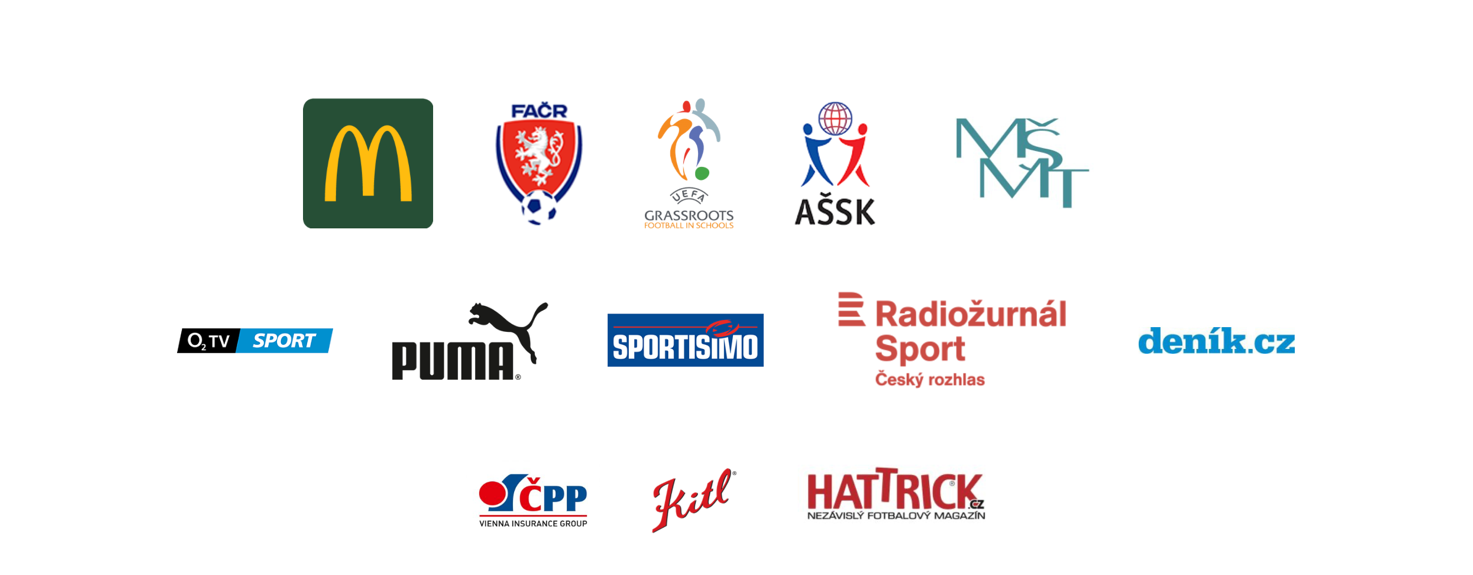 M
FAČR
UEFA
GRASSROOTS
FOOTBALL IN SCHOOLS
AŠSK
MŠMT
O2 TV SPORT
PUMA®
SPORTISIMO
Radiožurnál
Sport
Český rozhlas
deník.cz
ČPP
VIENNA INSURANCE GROUP
Kitl®
HATTRICK®.CZ
NEZÁVISLÝ FOTBALOVÝ MAGAZÍN